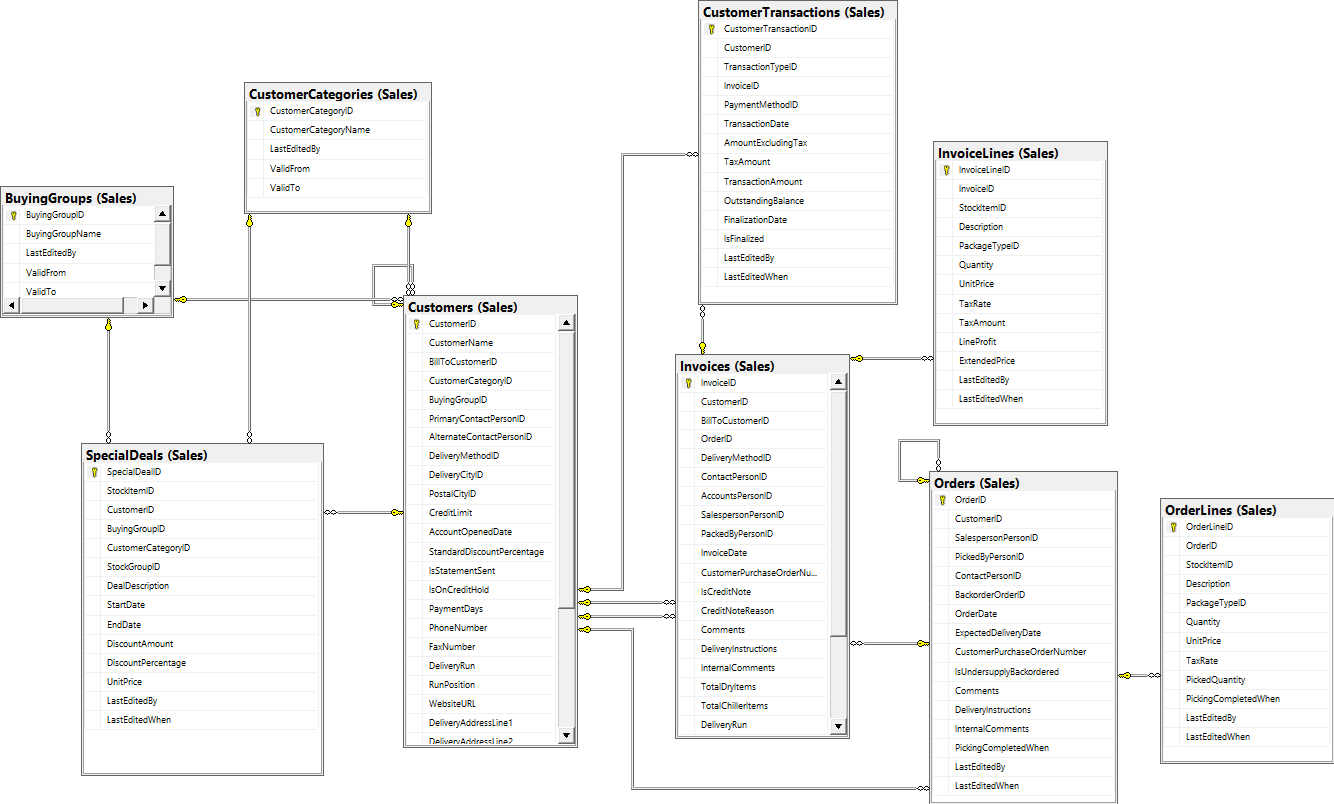 CustomerTransactions (Sales)
CustomerTransactionID
CustomerID
TransactionTypeID
InvoiceID
PaymentMethodID
TransactionDate
AmountExcludingTax
TaxAmount
TransactionAmount
OutstandingBalance
FinalizationDate
IsFinalized
LastEditedBy
LastEditedWhen
CustomerCategories (Sales)
CustomerCategoryID
CustomerCategoryName
LastEditedBy
ValidFrom
ValidTo
InvoiceLines (Sales)
InvoiceLineID
InvoiceID
StockItemID
Description
PackageTypeID
Quantity
UnitPrice
TaxRate
TaxAmount
LineProfit
ExtendedPrice
LastEditedBy
LastEditedWhen
BuyingGroups (Sales)
BuyingGroupID
BuyingGroupName
LastEditedBy
ValidFrom
ValidTo
Customers (Sales)
CustomerID
CustomerName
BillToCustomerID
CustomerCategoryID
BuyingGroupID
PrimaryContactPersonID
AlternateContactPersonID
DeliveryMethodID
DeliveryCityID
PostalCityID
CreditLimit
AccountOpenedDate
StandardDiscountPercentage
IsStatementSent
IsOnCreditHold
PaymentDays
PhoneNumber
FaxNumber
DeliveryRun
RunPosition
WebsiteURL
DeliveryAddressLine1
DeliveryAddressLine2
Invoices (Sales)
InvoiceID
CustomerID
BillToCustomerID
OrderID
DeliveryMethodID
ContactPersonID
AccountsPersonID
SalespersonPersonID
PackedByPersonID
InvoiceDate
CustomerPurchaseOrderNu...
IsCreditNote
CreditNoteReason
Comments
DeliveryInstructions
InternalComments
TotalDryItems
TotalChillerItems
DeliveryRun
SpecialDeals (Sales)
SpecialDealID
StockItemID
CustomerID
BuyingGroupID
CustomerCategoryID
StockGroupID
DealDescription
StartDate
EndDate
DiscountAmount
DiscountPercentage
UnitPrice
LastEditedBy
LastEditedWhen
Orders (Sales)
OrderID
CustomerID
SalespersonPersonID
PickedByPersonID
ContactPersonID
BackorderOrderID
OrderDate
ExpectedDeliveryDate
CustomerPurchaseOrderNumber
IsUndersupplyBackordered
Comments
DeliveryInstructions
InternalComments
PickingCompletedWhen
LastEditedBy
LastEditedWhen
OrderLines (Sales)
OrderLineID
OrderID
StockItemID
Description
PackageTypeID
Quantity
UnitPrice
TaxRate
PickedQuantity
PickingCompletedWhen
LastEditedBy
LastEditedWhen